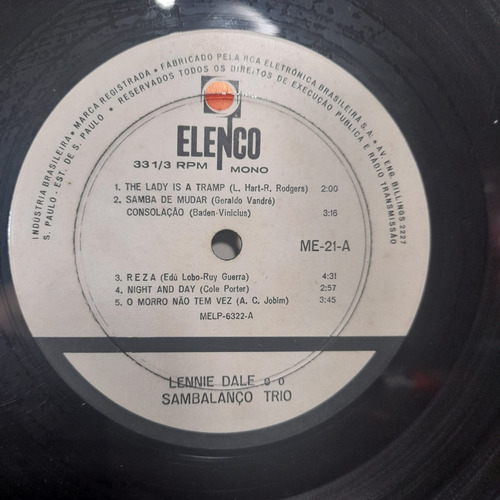 INDÚSTRIA BRASILEIRA • MARCA REGISTRADA • FABRICADO PELA RCA ELETRÔNICA BRASILEIRA S.A. • AV. ENG. BILLINGS 2227
S. PAULO - EST. DE S. PAULO • RESERVADOS TODOS OS DIREITOS DE EXECUÇÃO PUBLICA E RÁDIO TRANSMISSÃO
ELENCO
33 1/3 RPM MONO
1. THE LADY IS A TRAMP (L. Hart-R. Rodgers) 2:00
2. SAMBA DE MUDAR (Geraldo Vandré)
CONSOLAÇÃO (Baden-Vinicius) 3:16
ME-21-A
3. REZA (Edú Lobo-Ruy Guerra) 4:31
4. NIGHT AND DAY (Cole Porter) 2:57
5. O MORRO NÃO TEM VEZ (A. C. Jobim) 3:45
MELP-6322-A
LENNIE DALE e o
SAMBALANÇO TRIO